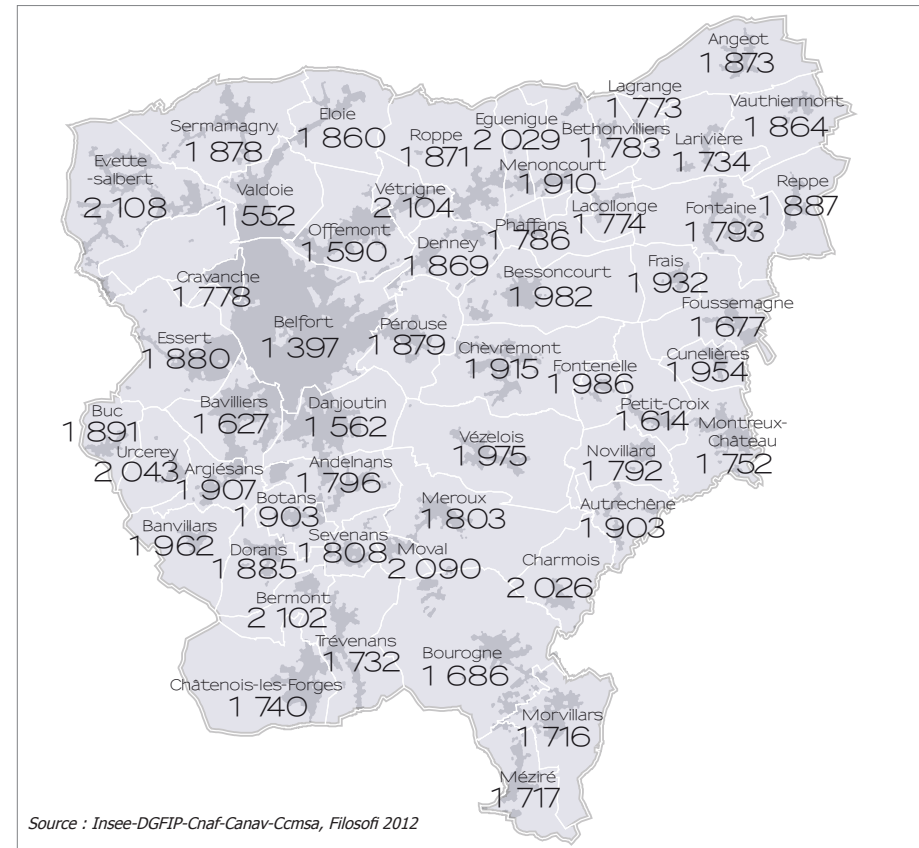 Angeot
1 873
Lagrange
1 773
Vauthiermont
1 864
Eloie
1 860
Sermamagny
1 878
Roppe
1 871
Eguenigue
2 029
Bethonvilliers
1 783
Larivière
1 734
Evette
-salbert
2 108
Menoncourt
1 910
Reppe
1 887
Valdoie
1 552
Vétrigne
2 104
Lacollonge
1 774
Fontaine
1 793
Offemont
1 590
Phaffans
1 786
Denney
1 869
Bessoncourt
1 982
Frais
1 932
Cravanche
1 778
Foussemagne
1 677
Belfort
1 397
Pérouse
1 879
Essert
1 880
Chèvremont
1 915
Cunelières
1 954
Fontenelle
1 986
Bavilliers
1 627
Danjoutin
1 562
Petit-Croix
1 614
Buc
1 891
Montreux-
Château
1 752
Vézelois
1 975
Urcerey
2 043
Novillard
1 792
Argiésans
1 907
Andelnans
1 796
Botans
1 903
Meroux
1 803
Autrechêne
1 903
Banvillars
1 962
Sevenans
1 808
Dorans
1 885
Moval
2 090
Charmois
2 026
Bermont
2 102
Trévenans
1 732
Bourogne
1 686
Châtenois-les-Forges
1 740
Morvillars
1 716
Méziré
1 717
Source : Insee-DGFIP-Cnaf-Canav-Ccmsa, Filosofi 2012